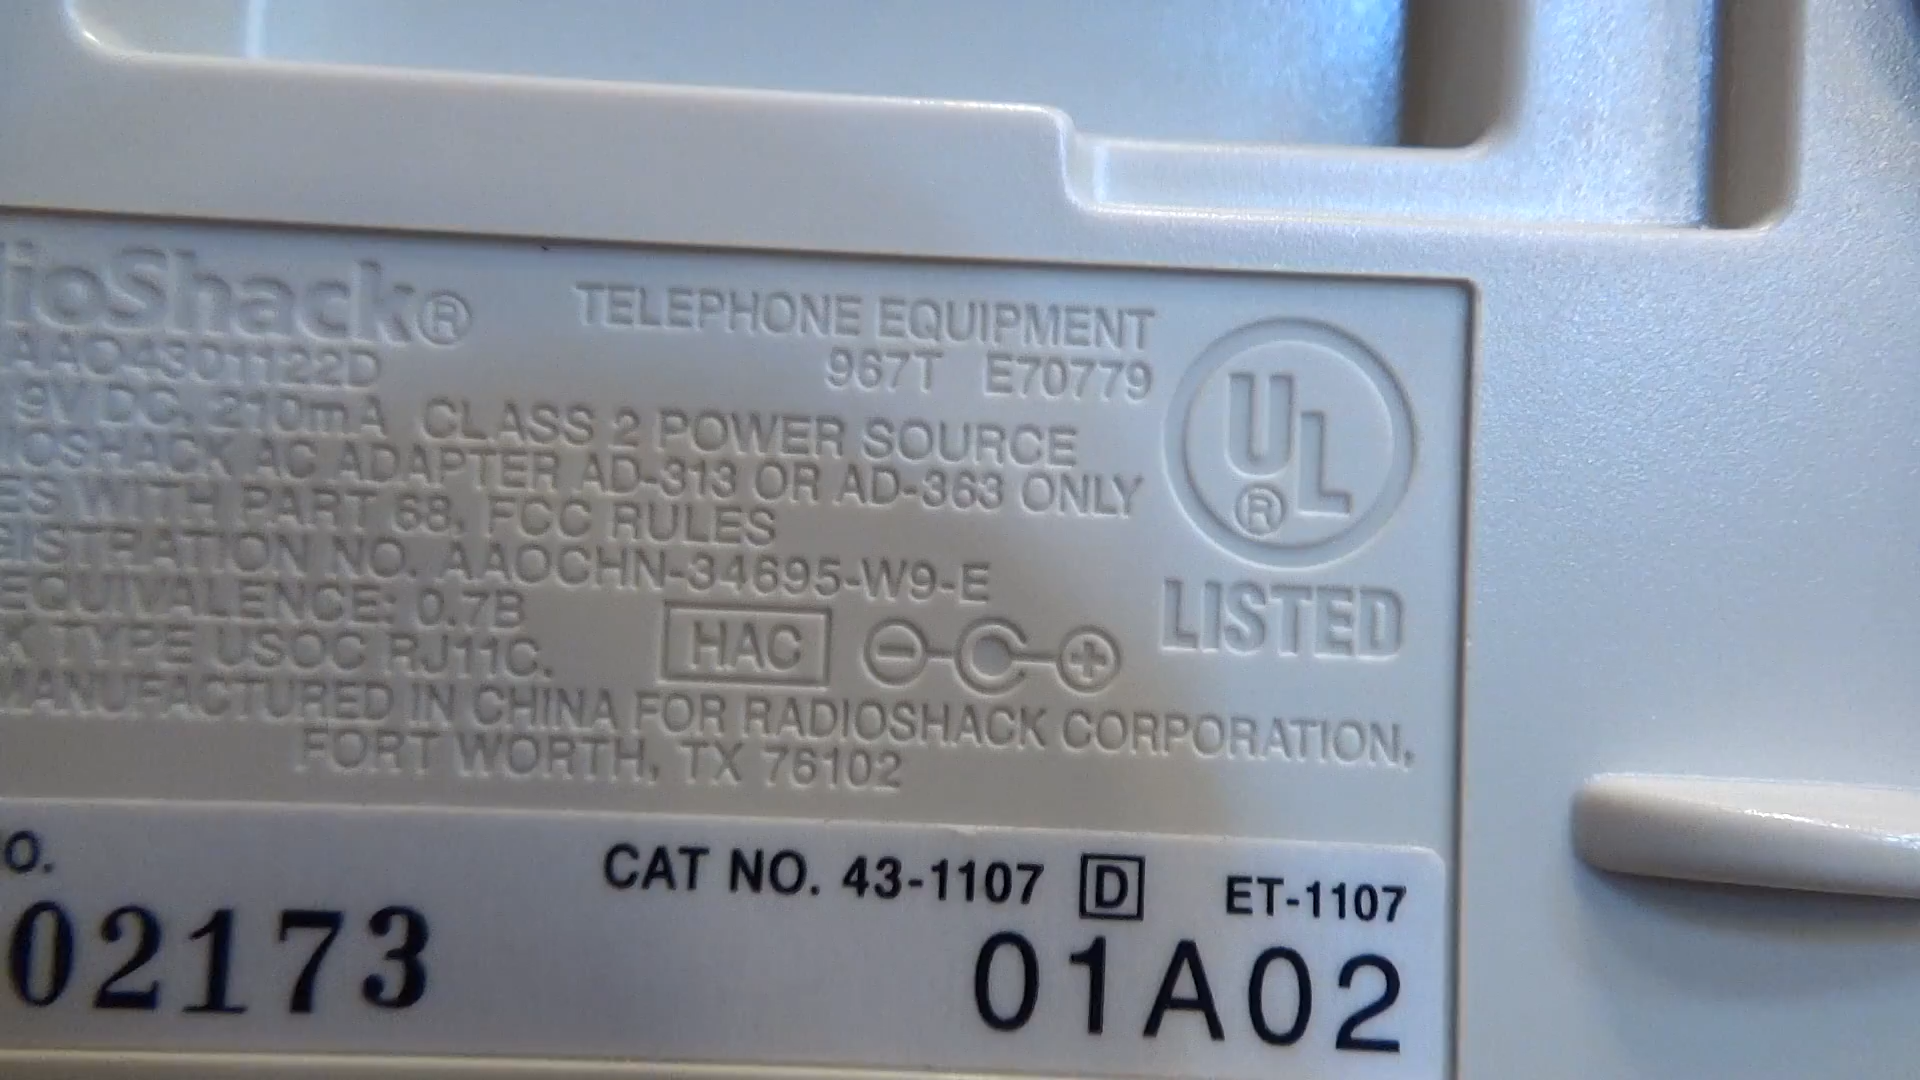 ioShack®
TELEPHONE EQUIPMENT
AAO4301122D
967T E70779
9V DC, 210mA CLASS 2 POWER SOURCE
IOSHACK AC ADAPTER AD-313 OR AD-363 ONLY
ES WITH PART 68, FCC RULES
GISTRATION NO. AAOCHN-34695-W9-E
EQUIVALENCE: 0.7B
K TYPE USOC RJ11C.
HAC
MANUFACTURED IN CHINA FOR RADIOSHACK CORPORATION,
FORT WORTH, TX 76102
UL
®
LISTED
O.
CAT NO. 43-1107 D ET-1107
02173
01A02